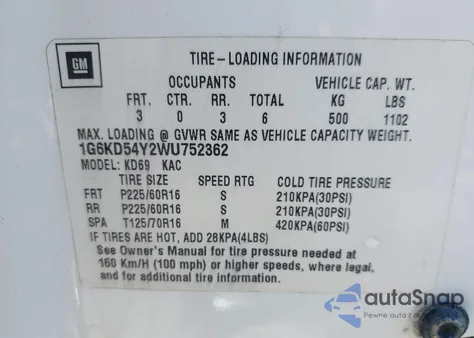 GM
TIRE-LOADING INFORMATION
OCCUPANTS VEHICLE CAP. WT.
FRT. CTR. RR. TOTAL KG LBS
3 0 3 6 500 1102
MAX. LOADING @ GVWR SAME AS VEHICLE CAPACITY WEIGHT.
1G6KD54Y2WU752362
MODEL: KD69 KAC
TIRE SIZE SPEED RTG COLD TIRE PRESSURE
FRT P225/60R16 S 210KPA(30PSI)
RR P225/60R16 S 210KPA(30PSI)
SPA T125/70R16 M 420KPA(60PSI)
IF TIRES ARE HOT, ADD 28KPA(4LBS)
See Owner's Manual for tire pressure needed at
160 Km/H (100 mph) or higher speeds, where legal,
and for additional tire information.
autoSnap
Pewne auta z